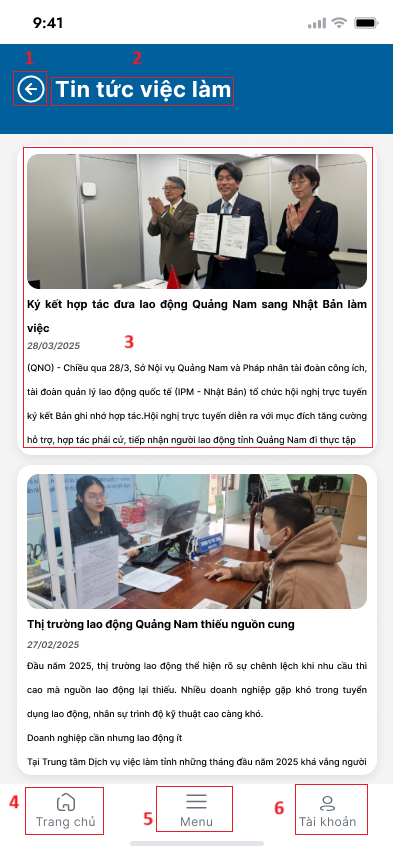 9:41
1
2
Tin tức việc làm
Ký kết hợp tác đưa lao động Quảng Nam sang Nhật Bản làm
việc
3
28/03/2025
(QNO) - Chiều qua 28/3, Sở Nội vụ Quảng Nam và Pháp nhân tài đoàn công ích,
tài đoàn quản lý lao động quốc tế (IPM - Nhật Bản) tổ chức hội nghị trực tuyến
ký kết Bản ghi nhớ hợp tác.Hội nghị trực tuyến diễn ra với mục đích tăng cường
hỗ trợ, hợp tác phái cử, tiếp nhận người lao động tỉnh Quảng Nam đi thực tập
Thị trường lao động Quảng Nam thiếu nguồn cung
27/02/2025
Đầu năm 2025, thị trường lao động thể hiện rõ sự chênh lệch khi nhu cầu thì
cao mà nguồn lao động lại thiếu. Nhiều doanh nghiệp gặp khó trong tuyển
dụng lao động, nhân sự trình độ kỹ thuật cao càng khó.
Doanh nghiệp cần nhưng lao động ít
Tại Trung tâm Dịch vụ việc làm tỉnh những tháng đầu năm 2025 khá vắng người
4
Trang chủ
5
Menu
6
Tài khoản